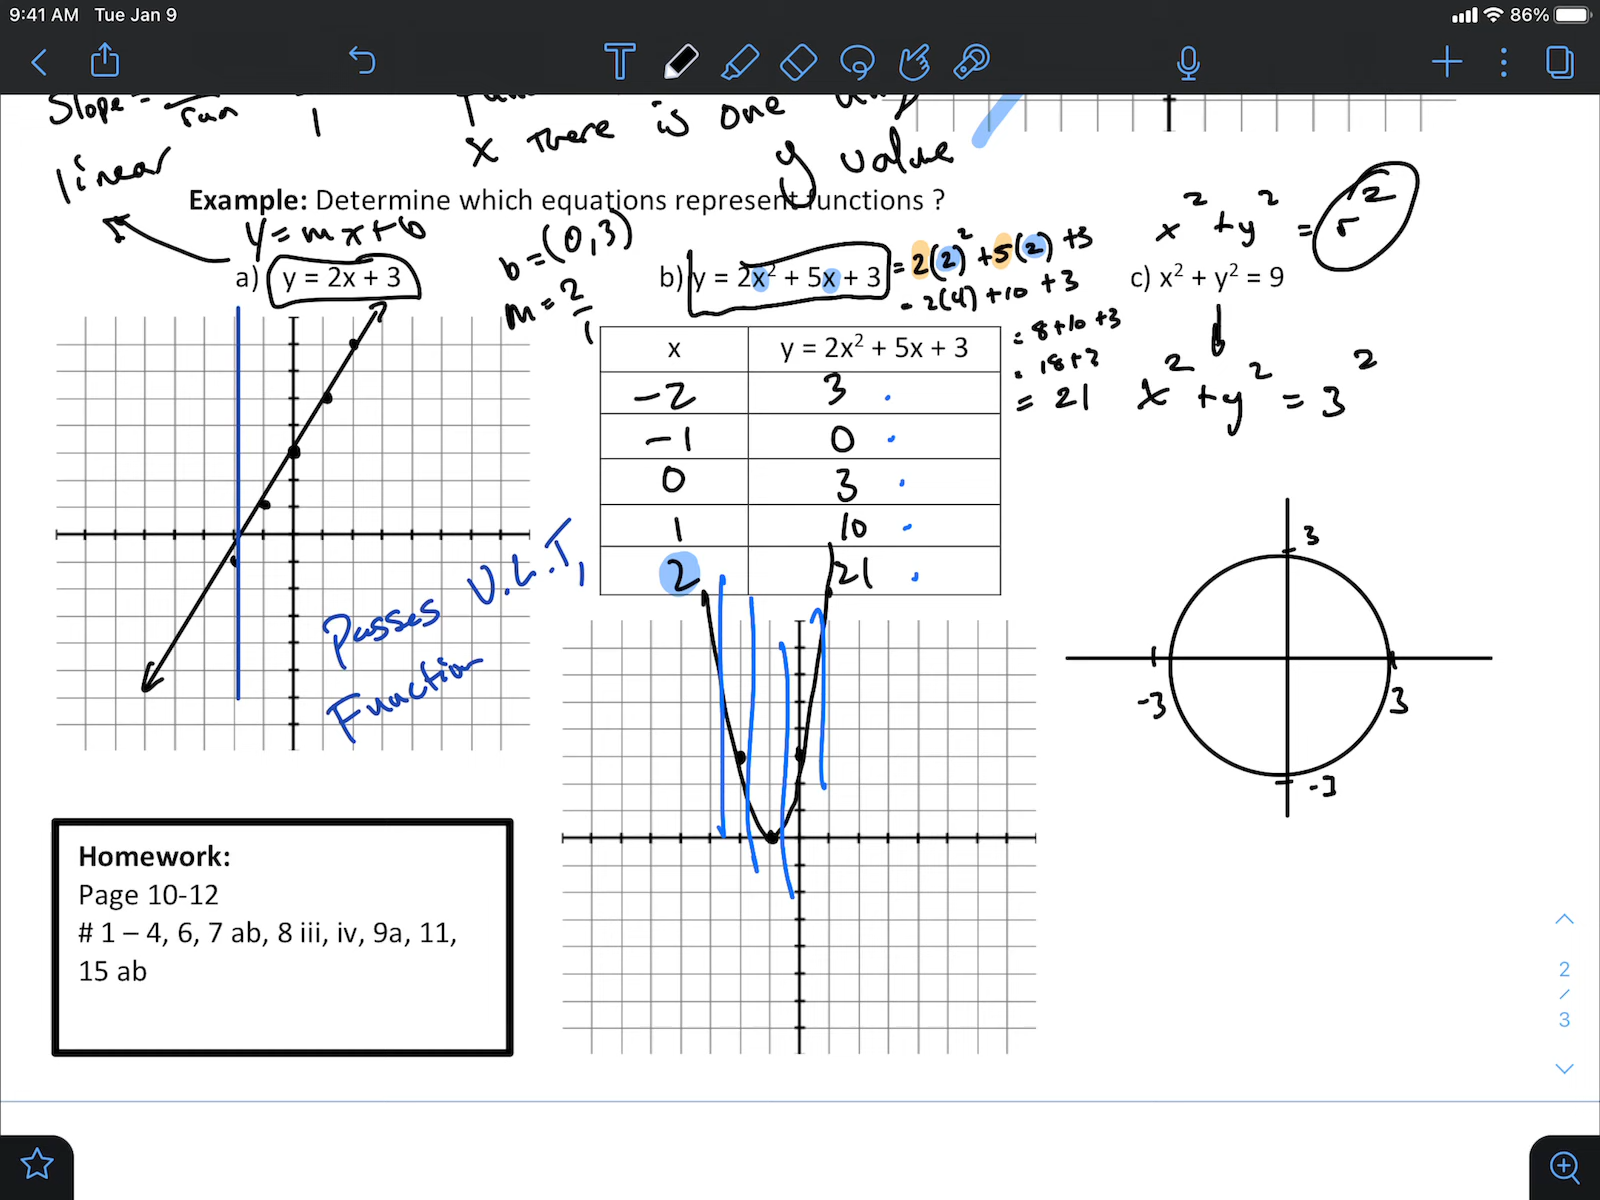 9:41 AM Tue Jan 9
86%
Slope =
run
1
linear
x there is one any
y value
Example: Determine which equations represent functions ?
y = mx + b
a) y = 2x + 3
b = (0,3)
m = 2/1
b) y = 2x² + 5x + 3
= 2(2)² + 5(2) + 3
= 2(4) + 10 + 3
= 8 + 10 + 3
= 18 + 3
= 21
x² + y² = r²
c) x² + y² = 9
x² + y² = 3²
x y = 2x² + 5x + 3
-2 3
-1 0
0 3
1 10
2 21
Passes V.L.T,
Function
3
-3 3
-3
Homework:
Page 10-12
# 1 – 4, 6, 7 ab, 8 iii, iv, 9a, 11,
15 ab
2
/
3